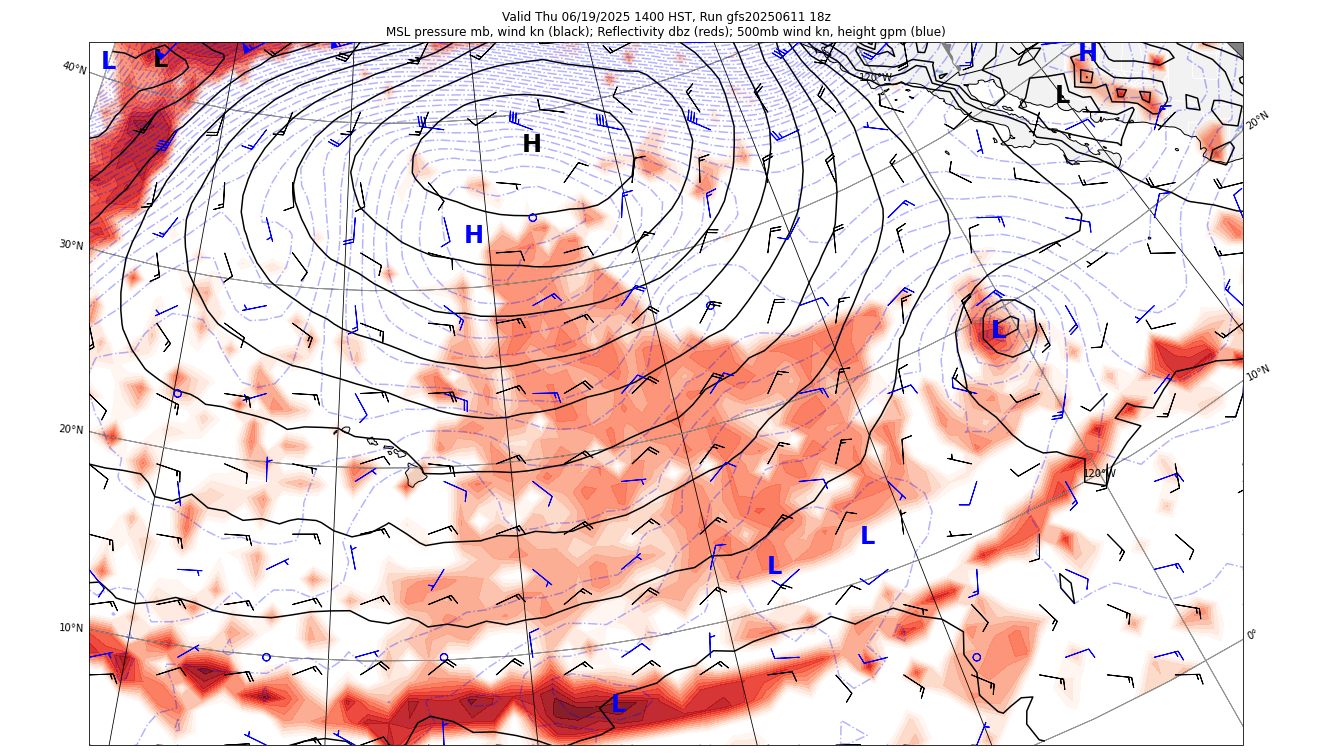 Valid Thu 06/19/2025 1400 HST, Run gfs20250611 18z
MSL pressure mb, wind kn (black); Reflectivity dbz (reds); 500mb wind kn, height gpm (blue)
L L H
40°N 120°W L 20°N
H
H
30°N
L
10°N
20°N
120°W
L
L
10°N 0°
L